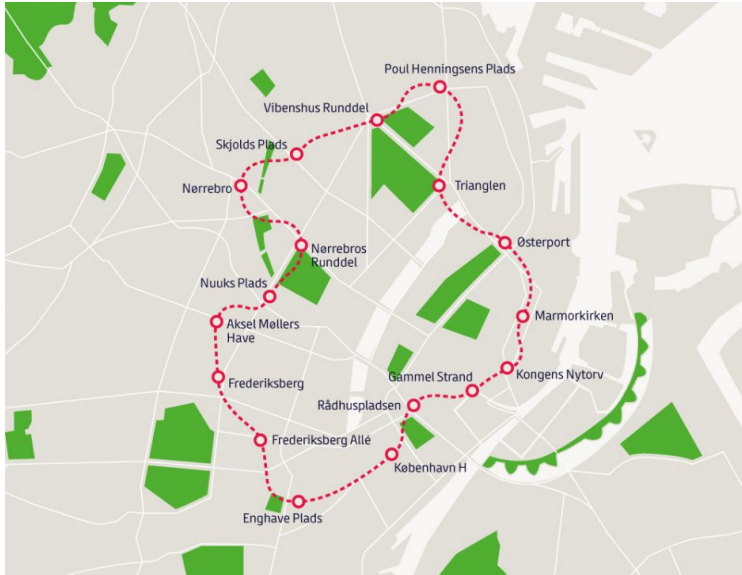 Poul Henningsens Plads
Vibenshus Runddel
Skjolds Plads
Nørrebro
Trianglen
Nørrebros
Runddel
Østerport
Nuuks Plads
Marmorkirken
Aksel Møllers
Have
Kongens Nytorv
Gammel Strand
Frederiksberg
Rådhuspladsen
Frederiksberg Allé
København H
Enghave Plads